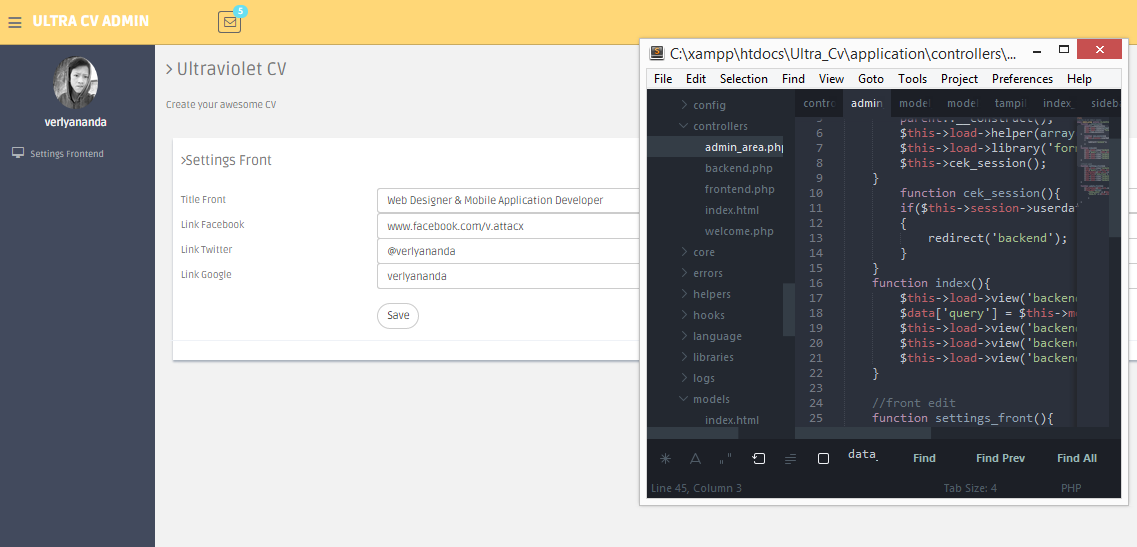 ULTRA CV ADMIN
5
verlyananda
Settings Frontend
Ultraviolet CV
Create your awesome CV
>Settings Front
Title Front
Web Designer & Mobile Application Developer
Link Facebook
www.facebook.com/v.attacx
Link Twitter
@verlyananda
Link Google
verlyananda
Save
C:\xampp\htdocs\Ultra_Cv\application\controllers\...
File Edit Selection Find View Goto Tools Project Preferences Help
config
controllers
admin_area.php
backend.php
frontend.php
index.html
welcome.php
core
errors
helpers
hooks
language
libraries
logs
models
index.html
contro admin model model tampil index_ sideba
5 parent::__construct();
6 $this->load->helper(array
7 $this->load->library('for
8 $this->cek_session();
9 }
10 function cek_session(){
11 if($this->session->userda
12 {
13 redirect('backend');
14 }
15 }
16 function index(){
17 $this->load->view('backen
18 $data['query'] = $this->m
19 $this->load->view('backen
20 $this->load->view('backen
21 $this->load->view('backen
22 }
23
24 //front edit
25 function settings_front(){
data_
Find Find Prev Find All
Line 45, Column 3
Tab Size: 4
PHP